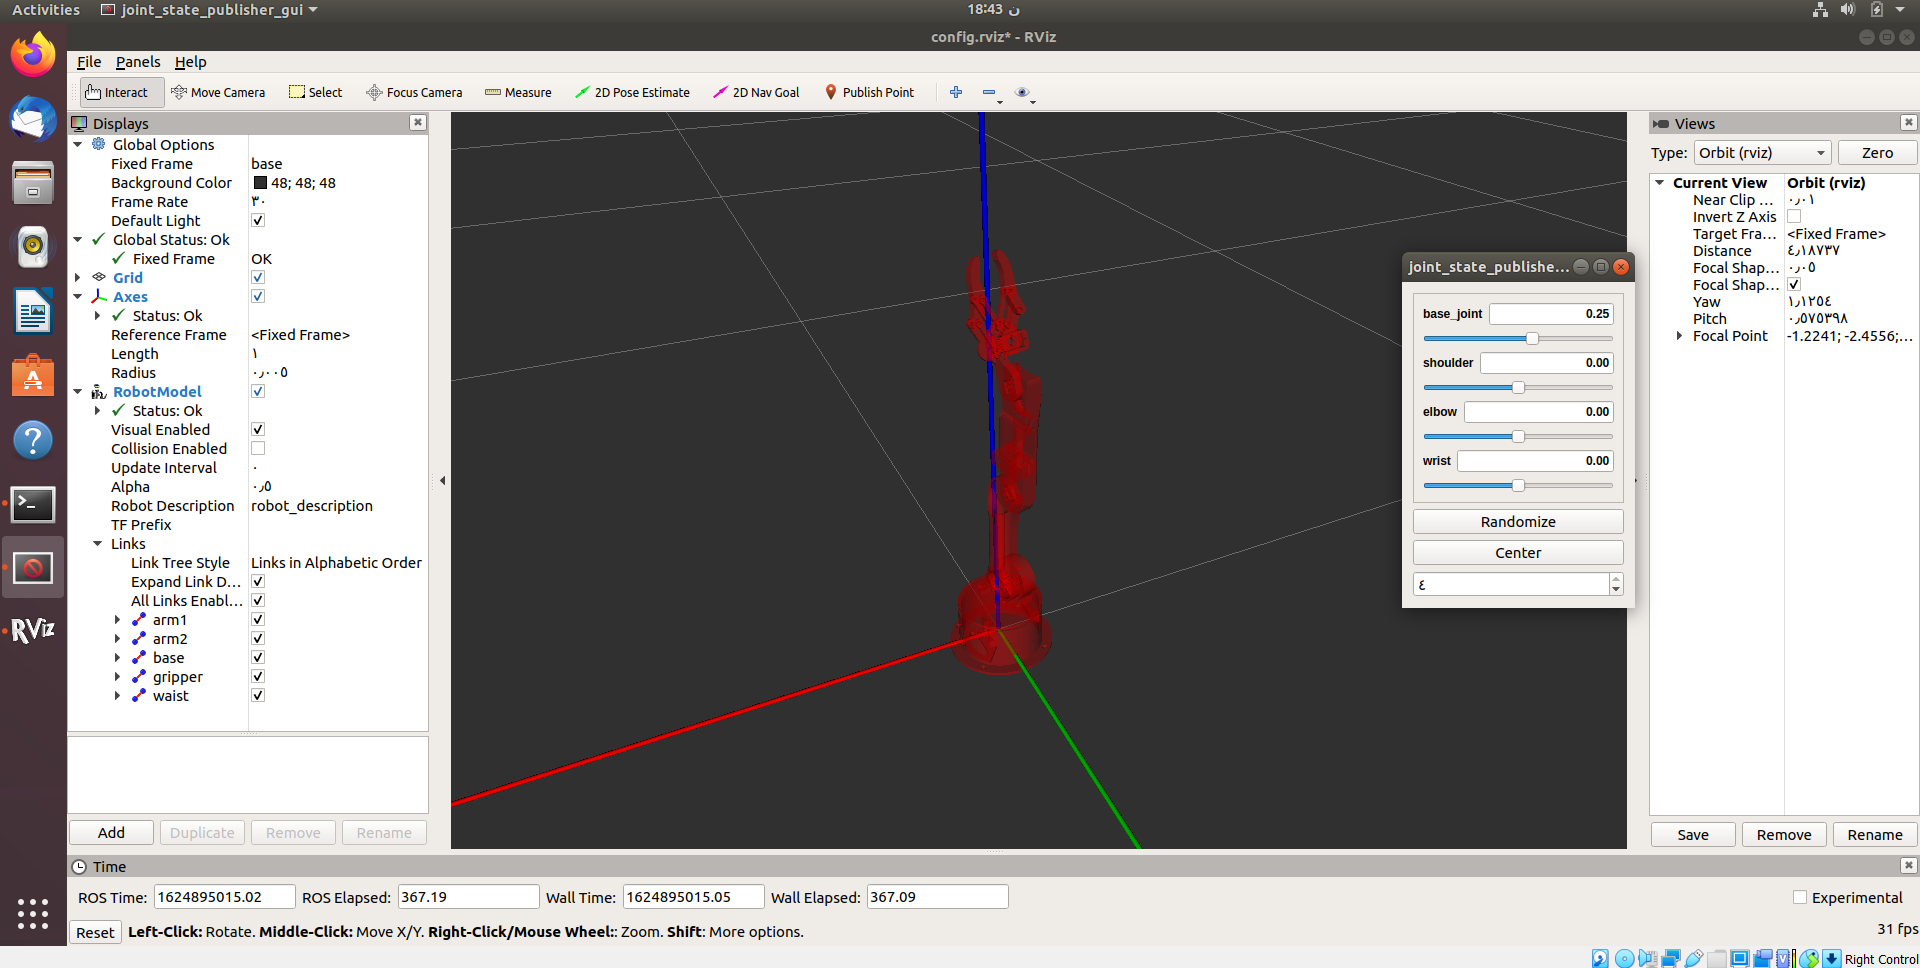 Activities joint_state_publisher_gui 18:43 ن
config.rviz* - RViz
File Panels Help
Interact Move Camera Select Focus Camera Measure 2D Pose Estimate 2D Nav Goal Publish Point
Displays
Global Options
Fixed Frame base
Background Color 48; 48; 48
Frame Rate ٣٠
Default Light
Global Status: Ok
Fixed Frame OK
Grid
Axes
Status: Ok
Reference Frame <Fixed Frame>
Length ١
Radius ٠٫٠٠٥
RobotModel
Status: Ok
Visual Enabled
Collision Enabled
Update Interval ٠
Alpha ٠٫٥
Robot Description robot_description
TF Prefix
Links
Link Tree Style Links in Alphabetic Order
Expand Link D...
All Links Enabl...
arm1
arm2
base
gripper
waist
Add Duplicate Remove Rename
joint_state_publishe...
base_joint 0.25
shoulder 0.00
elbow 0.00
wrist 0.00
Randomize
Center
٤
Views
Type: Orbit (rviz) Zero
Current View Orbit (rviz)
Near Clip ... ٠٫٠١
Invert Z Axis
Target Fra... <Fixed Frame>
Distance ٤٫١٨٧٣٧
Focal Shap... ٠٫٠٥
Focal Shap...
Yaw ١٫١٢٥٤
Pitch ٠٫٥٧٥٣٩٨
Focal Point -1.2241; -2.4556;...
Save Remove Rename
Time
ROS Time: 1624895015.02 ROS Elapsed: 367.19 Wall Time: 1624895015.05 Wall Elapsed: 367.09 Experimental
Reset Left-Click: Rotate. Middle-Click: Move X/Y. Right-Click/Mouse Wheel:: Zoom. Shift: More options. 31 fps
RViz
Right Control